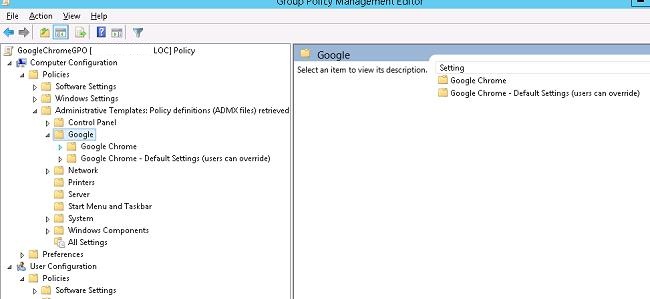 Group Policy Management Editor
File Action View Help
GoogleChromeGPO [ LOC] Policy
Computer Configuration
Policies
Software Settings
Windows Settings
Administrative Templates: Policy definitions (ADMX files) retrieved
Control Panel
Google
Google Chrome
Google Chrome - Default Settings (users can override)
Network
Printers
Server
Start Menu and Taskbar
System
Windows Components
All Settings
Preferences
User Configuration
Policies
Software Settings
Google
Select an item to view its description.
Setting
Google Chrome
Google Chrome - Default Settings (users can override)